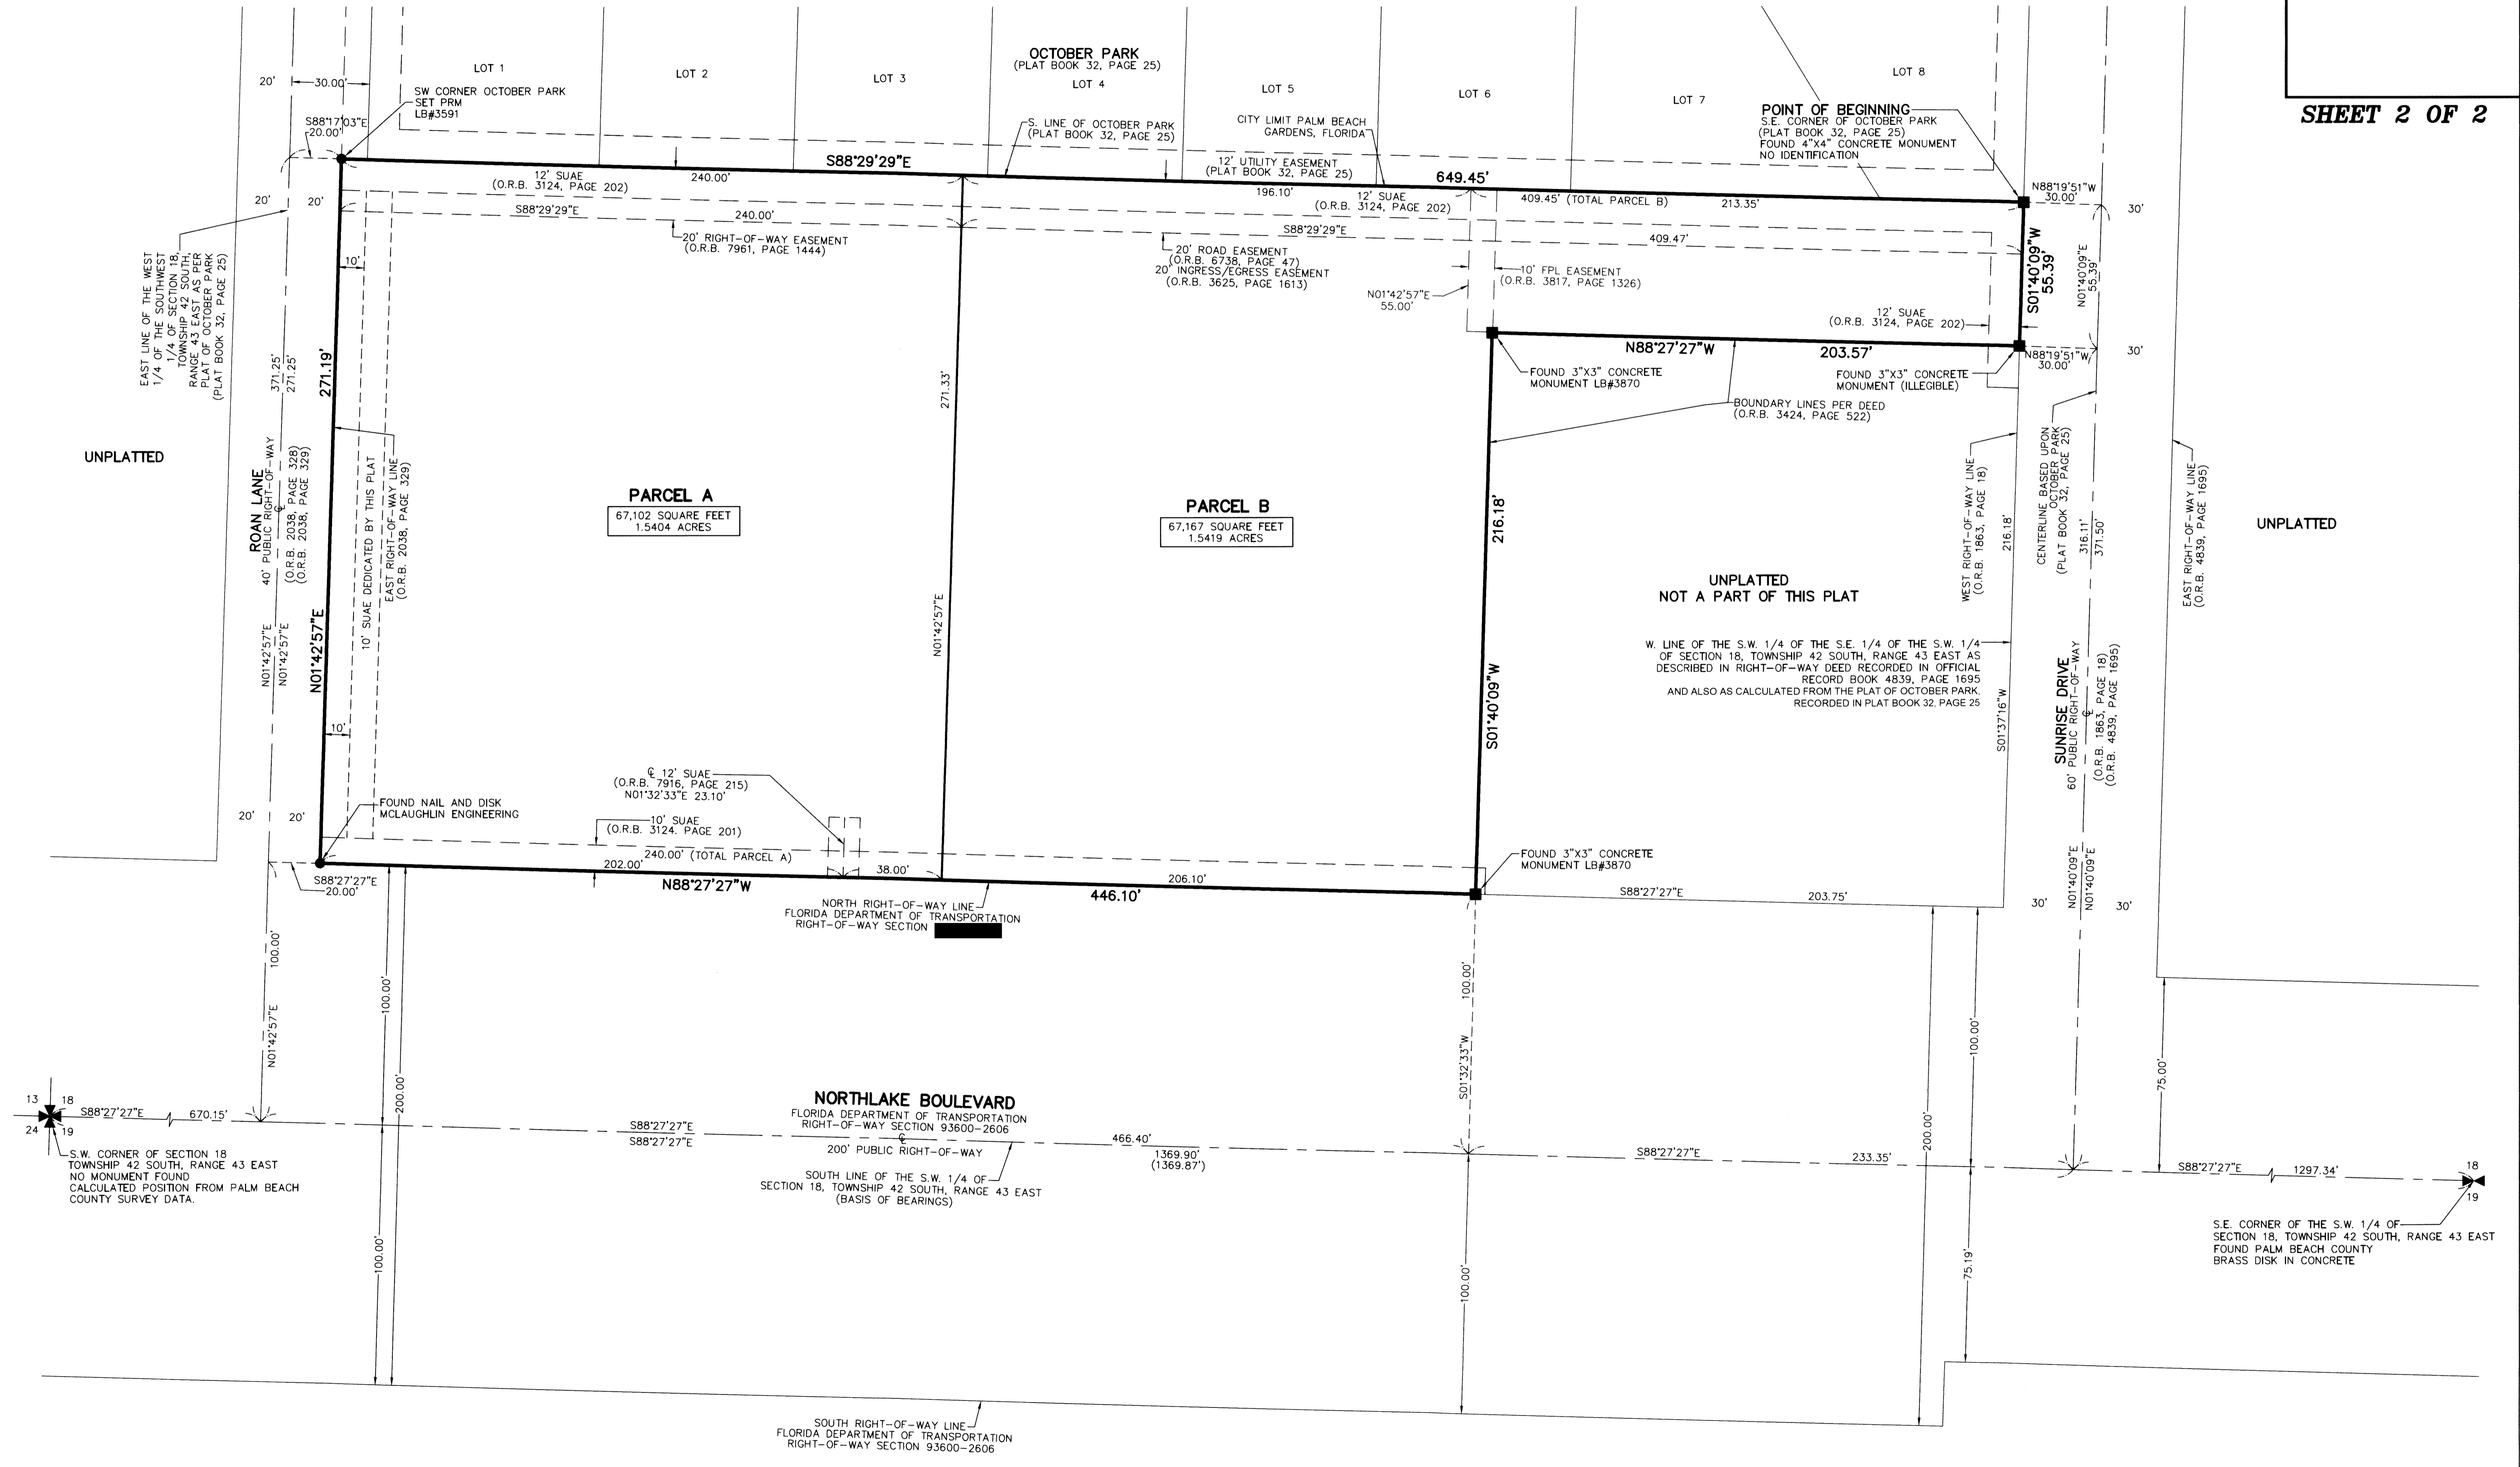 SHEET 2 OF 2
OCTOBER PARK
(PLAT BOOK 32, PAGE 25)
LOT 1
LOT 2
LOT 3
LOT 4
LOT 5
LOT 6
LOT 7
LOT 8
20'
30.00'
SW CORNER OCTOBER PARK
SET PRM
LB#3591
S88°17'03"E
20.00'
S. LINE OF OCTOBER PARK
(PLAT BOOK 32, PAGE 25)
CITY LIMIT PALM BEACH
GARDENS, FLORIDA
POINT OF BEGINNING
S.E. CORNER OF OCTOBER PARK
(PLAT BOOK 32, PAGE 25)
FOUND 4"X4" CONCRETE MONUMENT
NO IDENTIFICATION
S88°29'29"E
12' UTILITY EASEMENT
(PLAT BOOK 32, PAGE 25)
649.45'
12' SUAE
(O.R.B. 3124, PAGE 202)
240.00'
196.10'
12' SUAE
(O.R.B. 3124, PAGE 202)
409.45' (TOTAL PARCEL B)
213.35'
N88°19'51"W
30.00'
30'
20'
20'
S88°29'29"E
240.00'
S88°29'29"E
409.47'
20' RIGHT-OF-WAY EASEMENT
(O.R.B. 7961, PAGE 1444)
20' ROAD EASEMENT
(O.R.B. 6738, PAGE 47)
20' INGRESS/EGRESS EASEMENT
(O.R.B. 3625, PAGE 1613)
10' FPL EASEMENT
(O.R.B. 3817, PAGE 1326)
N01°42'57"E
55.00'
S01°40'09"W
55.39'
N01°40'09"E
55.39'
12' SUAE
(O.R.B. 3124, PAGE 202)
N88°27'27"W
203.57'
N88°19'51"W
30.00'
30'
EAST LINE OF THE WEST
1/4 OF THE SOUTHWEST
1/4 OF SECTION 18,
TOWNSHIP 42 SOUTH,
RANGE 43 EAST AS PER
PLAT OF OCTOBER PARK
(PLAT BOOK 32, PAGE 25)
10'
371.25'
271.25'
271.19'
271.33'
FOUND 3"X3" CONCRETE
MONUMENT LB#3870
FOUND 3"X3" CONCRETE
MONUMENT (ILLEGIBLE)
BOUNDARY LINES PER DEED
(O.R.B. 3424, PAGE 522)
UNPLATTED
ROAN LANE
40' PUBLIC RIGHT-OF-WAY
(O.R.B. 2038, PAGE 328)
(O.R.B. 2038, PAGE 329)
10' SUAE DEDICATED BY THIS PLAT
EAST RIGHT-OF-WAY LINE
(O.R.B. 2038, PAGE 329)
PARCEL A
67,102 SQUARE FEET
1.5404 ACRES
PARCEL B
67,167 SQUARE FEET
1.5419 ACRES
216.18'
WEST RIGHT-OF-WAY LINE
(O.R.B. 1863, PAGE 18)
216.18'
CENTERLINE BASED UPON
OCTOBER PARK
(PLAT BOOK 32, PAGE 25)
316.11'
371.50'
EAST RIGHT-OF-WAY LINE
(O.R.B. 4839, PAGE 1695)
UNPLATTED
UNPLATTED
NOT A PART OF THIS PLAT
N01°42'57"E
N01°42'57"E
N01°42'57"E
N01°42'57"E
S01°40'09"W
W. LINE OF THE S.W. 1/4 OF THE S.E. 1/4 OF THE S.W. 1/4
OF SECTION 18, TOWNSHIP 42 SOUTH, RANGE 43 EAST AS
DESCRIBED IN RIGHT-OF-WAY DEED RECORDED IN OFFICIAL
RECORD BOOK 4839, PAGE 1695
AND ALSO AS CALCULATED FROM THE PLAT OF OCTOBER PARK,
RECORDED IN PLAT BOOK 32, PAGE 25
S01°37'16"W
SUNRISE DRIVE
60' PUBLIC RIGHT-OF-WAY
(O.R.B. 1863, PAGE 18)
(O.R.B. 4839, PAGE 1695)
10'
℄ 12' SUAE
(O.R.B. 7916, PAGE 215)
N01°32'33"E 23.10'
FOUND NAIL AND DISK
MCLAUGHLIN ENGINEERING
20'
20'
10' SUAE
(O.R.B. 3124. PAGE 201)
240.00' (TOTAL PARCEL A)
FOUND 3"X3" CONCRETE
MONUMENT LB#3870
202.00'
38.00'
206.10'
S88°27'27"E
20.00'
N88°27'27"W
446.10'
S88°27'27"E
203.75'
30'
N01°40'09"E
N01°40'09"E
30'
NORTH RIGHT-OF-WAY LINE
FLORIDA DEPARTMENT OF TRANSPORTATION
RIGHT-OF-WAY SECTION
100.00'
N01°42'57"E
100.00'
200.00'
100.00'
S01°32'33"W
100.00'
200.00'
75.00'
13
18
24
19
S88°27'27"E
670.15'
NORTHLAKE BOULEVARD
FLORIDA DEPARTMENT OF TRANSPORTATION
RIGHT-OF-WAY SECTION 93600-2606
℄
200' PUBLIC RIGHT-OF-WAY
S88°27'27"E
S88°27'27"E
466.40'
1369.90'
(1369.87')
S88°27'27"E
233.35'
S88°27'27"E
1297.34'
18
19
S.W. CORNER OF SECTION 18
TOWNSHIP 42 SOUTH, RANGE 43 EAST
NO MONUMENT FOUND
CALCULATED POSITION FROM PALM BEACH
COUNTY SURVEY DATA.
SOUTH LINE OF THE S.W. 1/4 OF
SECTION 18, TOWNSHIP 42 SOUTH, RANGE 43 EAST
(BASIS OF BEARINGS)
100.00'
100.00'
75.19'
S.E. CORNER OF THE S.W. 1/4 OF
SECTION 18, TOWNSHIP 42 SOUTH, RANGE 43 EAST
FOUND PALM BEACH COUNTY
BRASS DISK IN CONCRETE
SOUTH RIGHT-OF-WAY LINE
FLORIDA DEPARTMENT OF TRANSPORTATION
RIGHT-OF-WAY SECTION 93600-2606